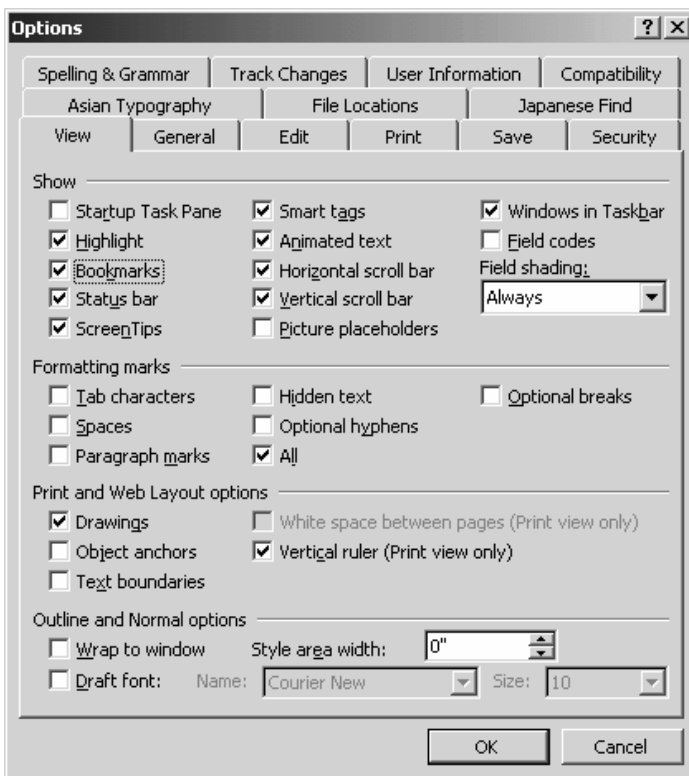 Options
Spelling & Grammar Track Changes User Information Compatibility
Asian Typography File Locations Japanese Find
View General Edit Print Save Security
Show
Startup Task Pane Smart tags Windows in Taskbar
Highlight Animated text Field codes
Bookmarks Horizontal scroll bar Field shading:
Status bar Vertical scroll bar Always
ScreenTips Picture placeholders
Formatting marks
Tab characters Hidden text Optional breaks
Spaces Optional hyphens
Paragraph marks All
Print and Web Layout options
Drawings White space between pages (Print view only)
Object anchors Vertical ruler (Print view only)
Text boundaries
Outline and Normal options
Wrap to window Style area width: 0"
Draft font: Name: Courier New Size: 10
OK Cancel